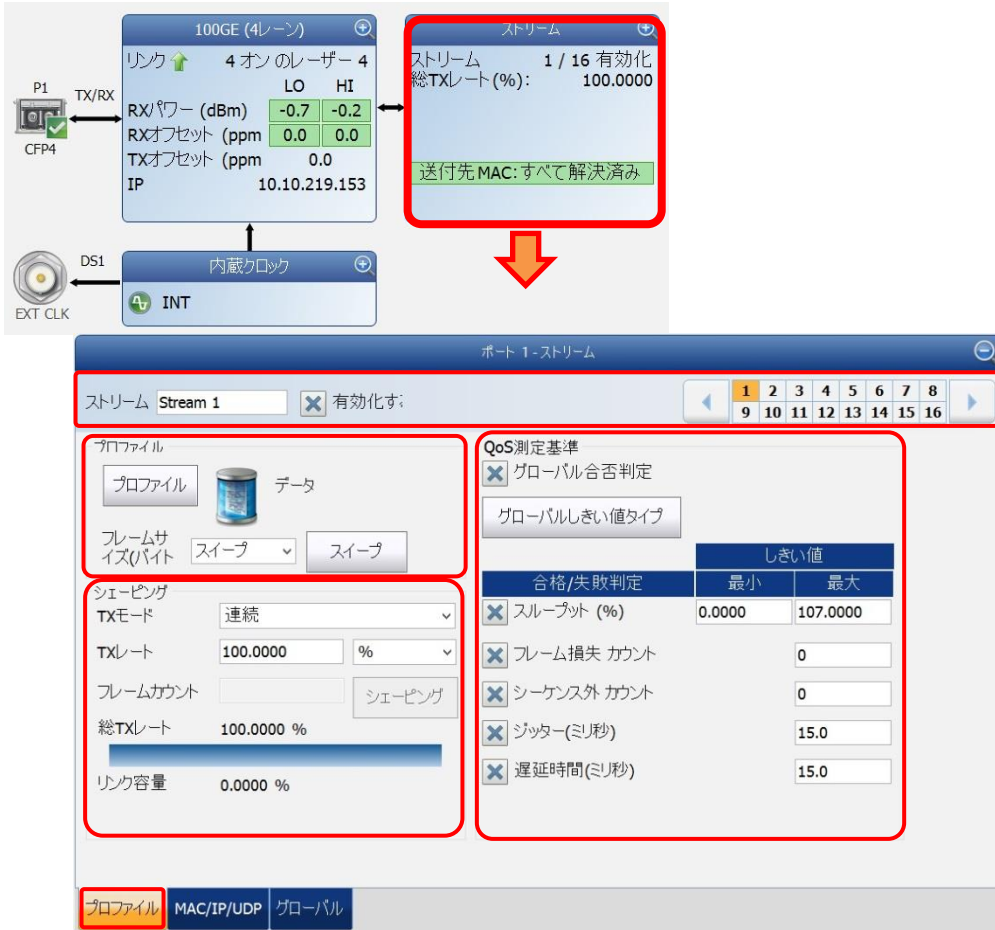 100GE (4レーン)
リンク 4 オン のレーザー 4
LO HI
RXパワー (dBm) -0.7 -0.2
RXオフセット (ppm 0.0 0.0
TXオフセット (ppm 0.0
IP 10.10.219.153
ストリーム
ストリーム 1 / 16 有効化
総TXレート(%): 100.0000
送付先 MAC:すべて解決済み
P1
TX/RX
CFP4
DS1
EXT CLK
内蔵クロック
INT
ポート 1 - ストリーム
ストリーム Stream 1 有効化す
1 2 3 4 5 6 7 8
9 10 11 12 13 14 15 16
プロファイル
プロファイル データ
フレームサ
イズ(バイト スイープ スイープ
シェーピング
TXモード 連続
TXレート 100.0000 %
フレームカウント シェーピング
総TXレート 100.0000 %
リンク容量 0.0000 %
QoS測定基準
グローバル合否判定
グローバルしきい値タイプ
しきい値
合格/失敗判定 最小 最大
スループット (%) 0.0000 107.0000
フレーム損失 カウント 0
シーケンス外 カウント 0
ジッター(ミリ秒) 15.0
遅延時間(ミリ秒) 15.0
プロファイル MAC/IP/UDP グローバル